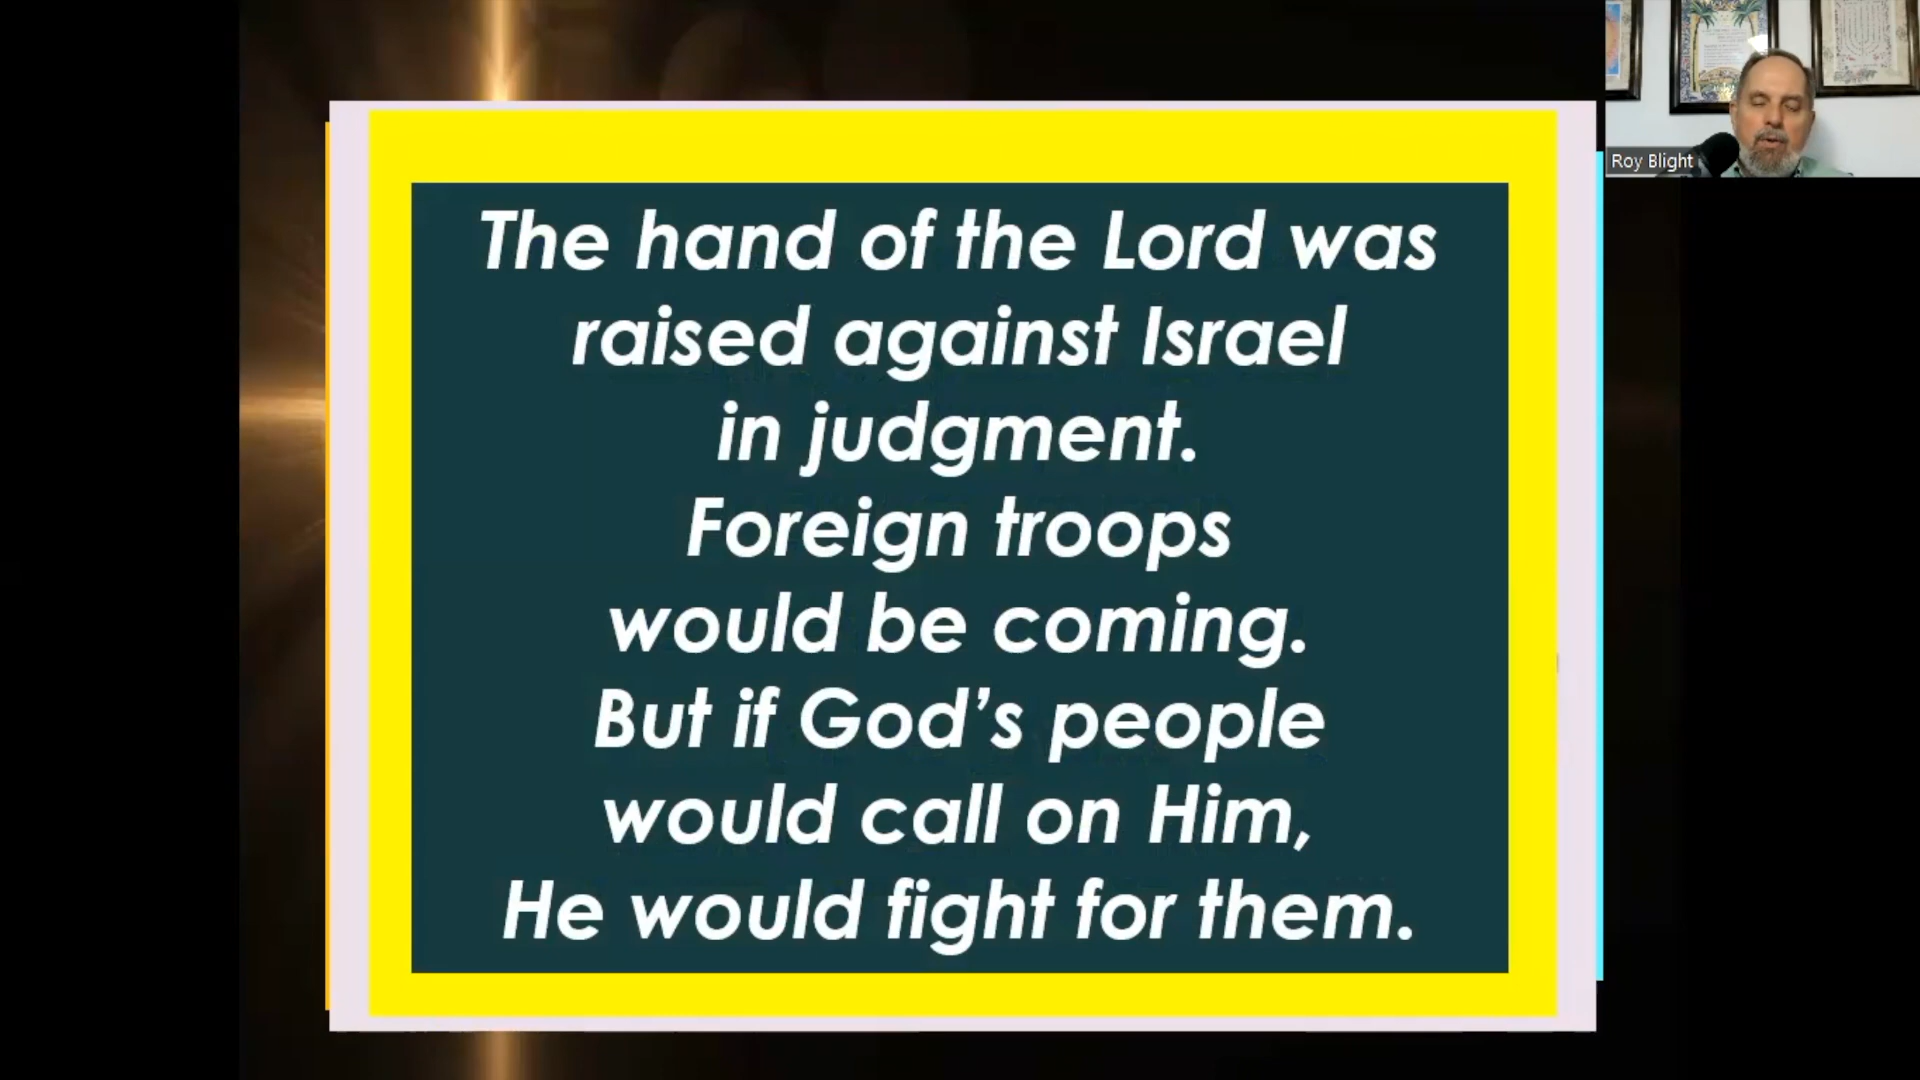 The hand of the Lord was
raised against Israel
in judgment.
Foreign troops
would be coming.
But if God’s people
would call on Him,
He would fight for them.
Roy Blight